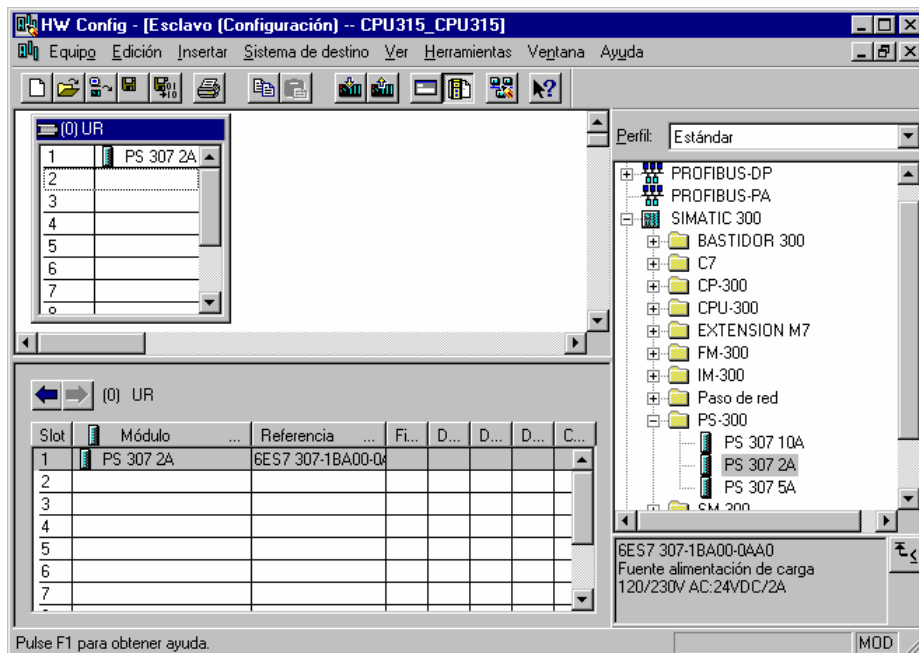 HW Config - [Esclavo (Configuración) -- CPU315_CPU315]
Equipo Edición Insertar Sistema de destino Ver Herramientas Ventana Ayuda
(0) UR
1 PS 307 2A
2
3
4
5
6
7
Perfil: Estándar
PROFIBUS-DP
PROFIBUS-PA
SIMATIC 300
BASTIDOR 300
C7
CP-300
CPU-300
EXTENSION M7
FM-300
IM-300
Paso de red
PS-300
PS 307 10A
PS 307 2A
PS 307 5A
SM 300
(0) UR
Slot Módulo ... Referencia ... Fi... D... D... D... C...
1 PS 307 2A 6ES7 307-1BA00-0A
2
3
4
5
6
7
6ES7 307-1BA00-0AA0
Fuente alimentación de carga
120/230V AC:24VDC/2A
Pulse F1 para obtener ayuda.
MOD